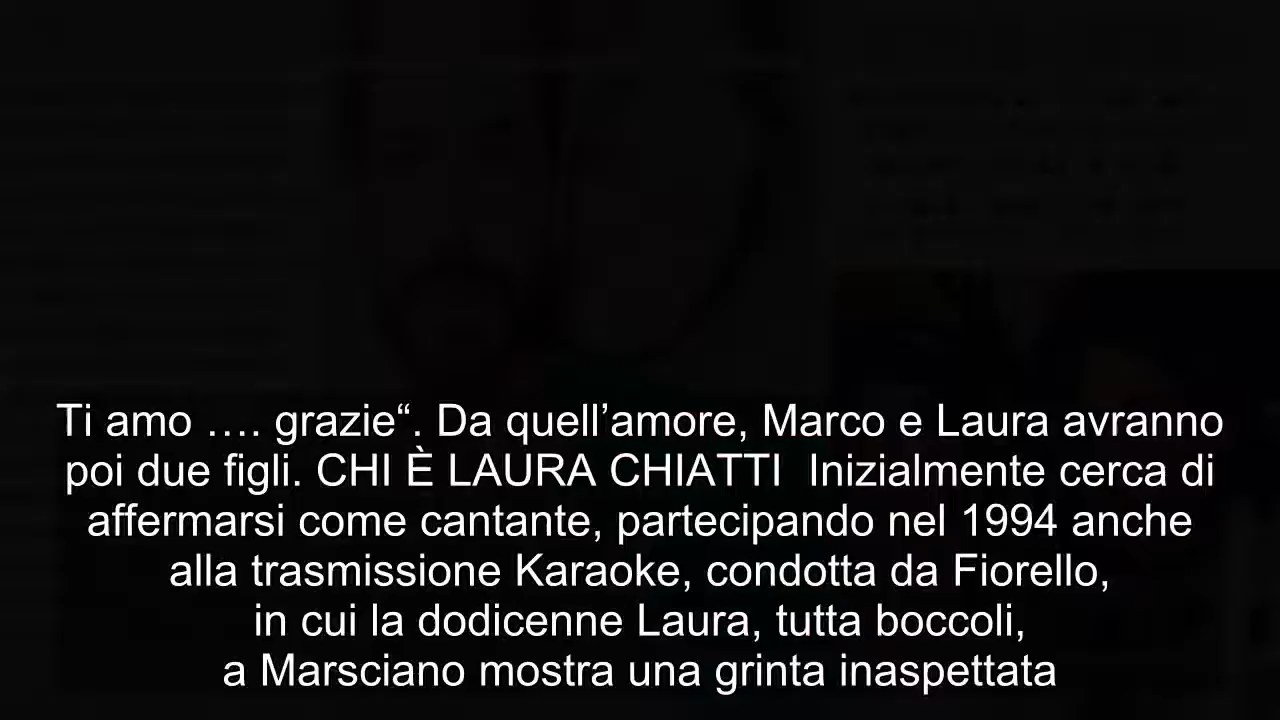 Ti amo …. grazie“. Da quell’amore, Marco e Laura avranno
poi due figli. CHI È LAURA CHIATTI  Inizialmente cerca di
affermarsi come cantante, partecipando nel 1994 anche
alla trasmissione Karaoke, condotta da Fiorello,
in cui la dodicenne Laura, tutta boccoli,
a Marsciano mostra una grinta inaspettata